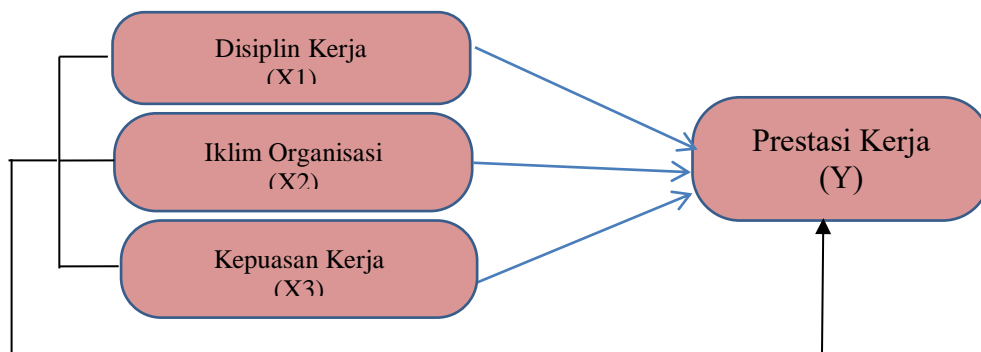 Disiplin Kerja
(X1)
Iklim Organisasi
(X2)
Kepuasan Kerja
(X3)
Prestasi Kerja
(Y)